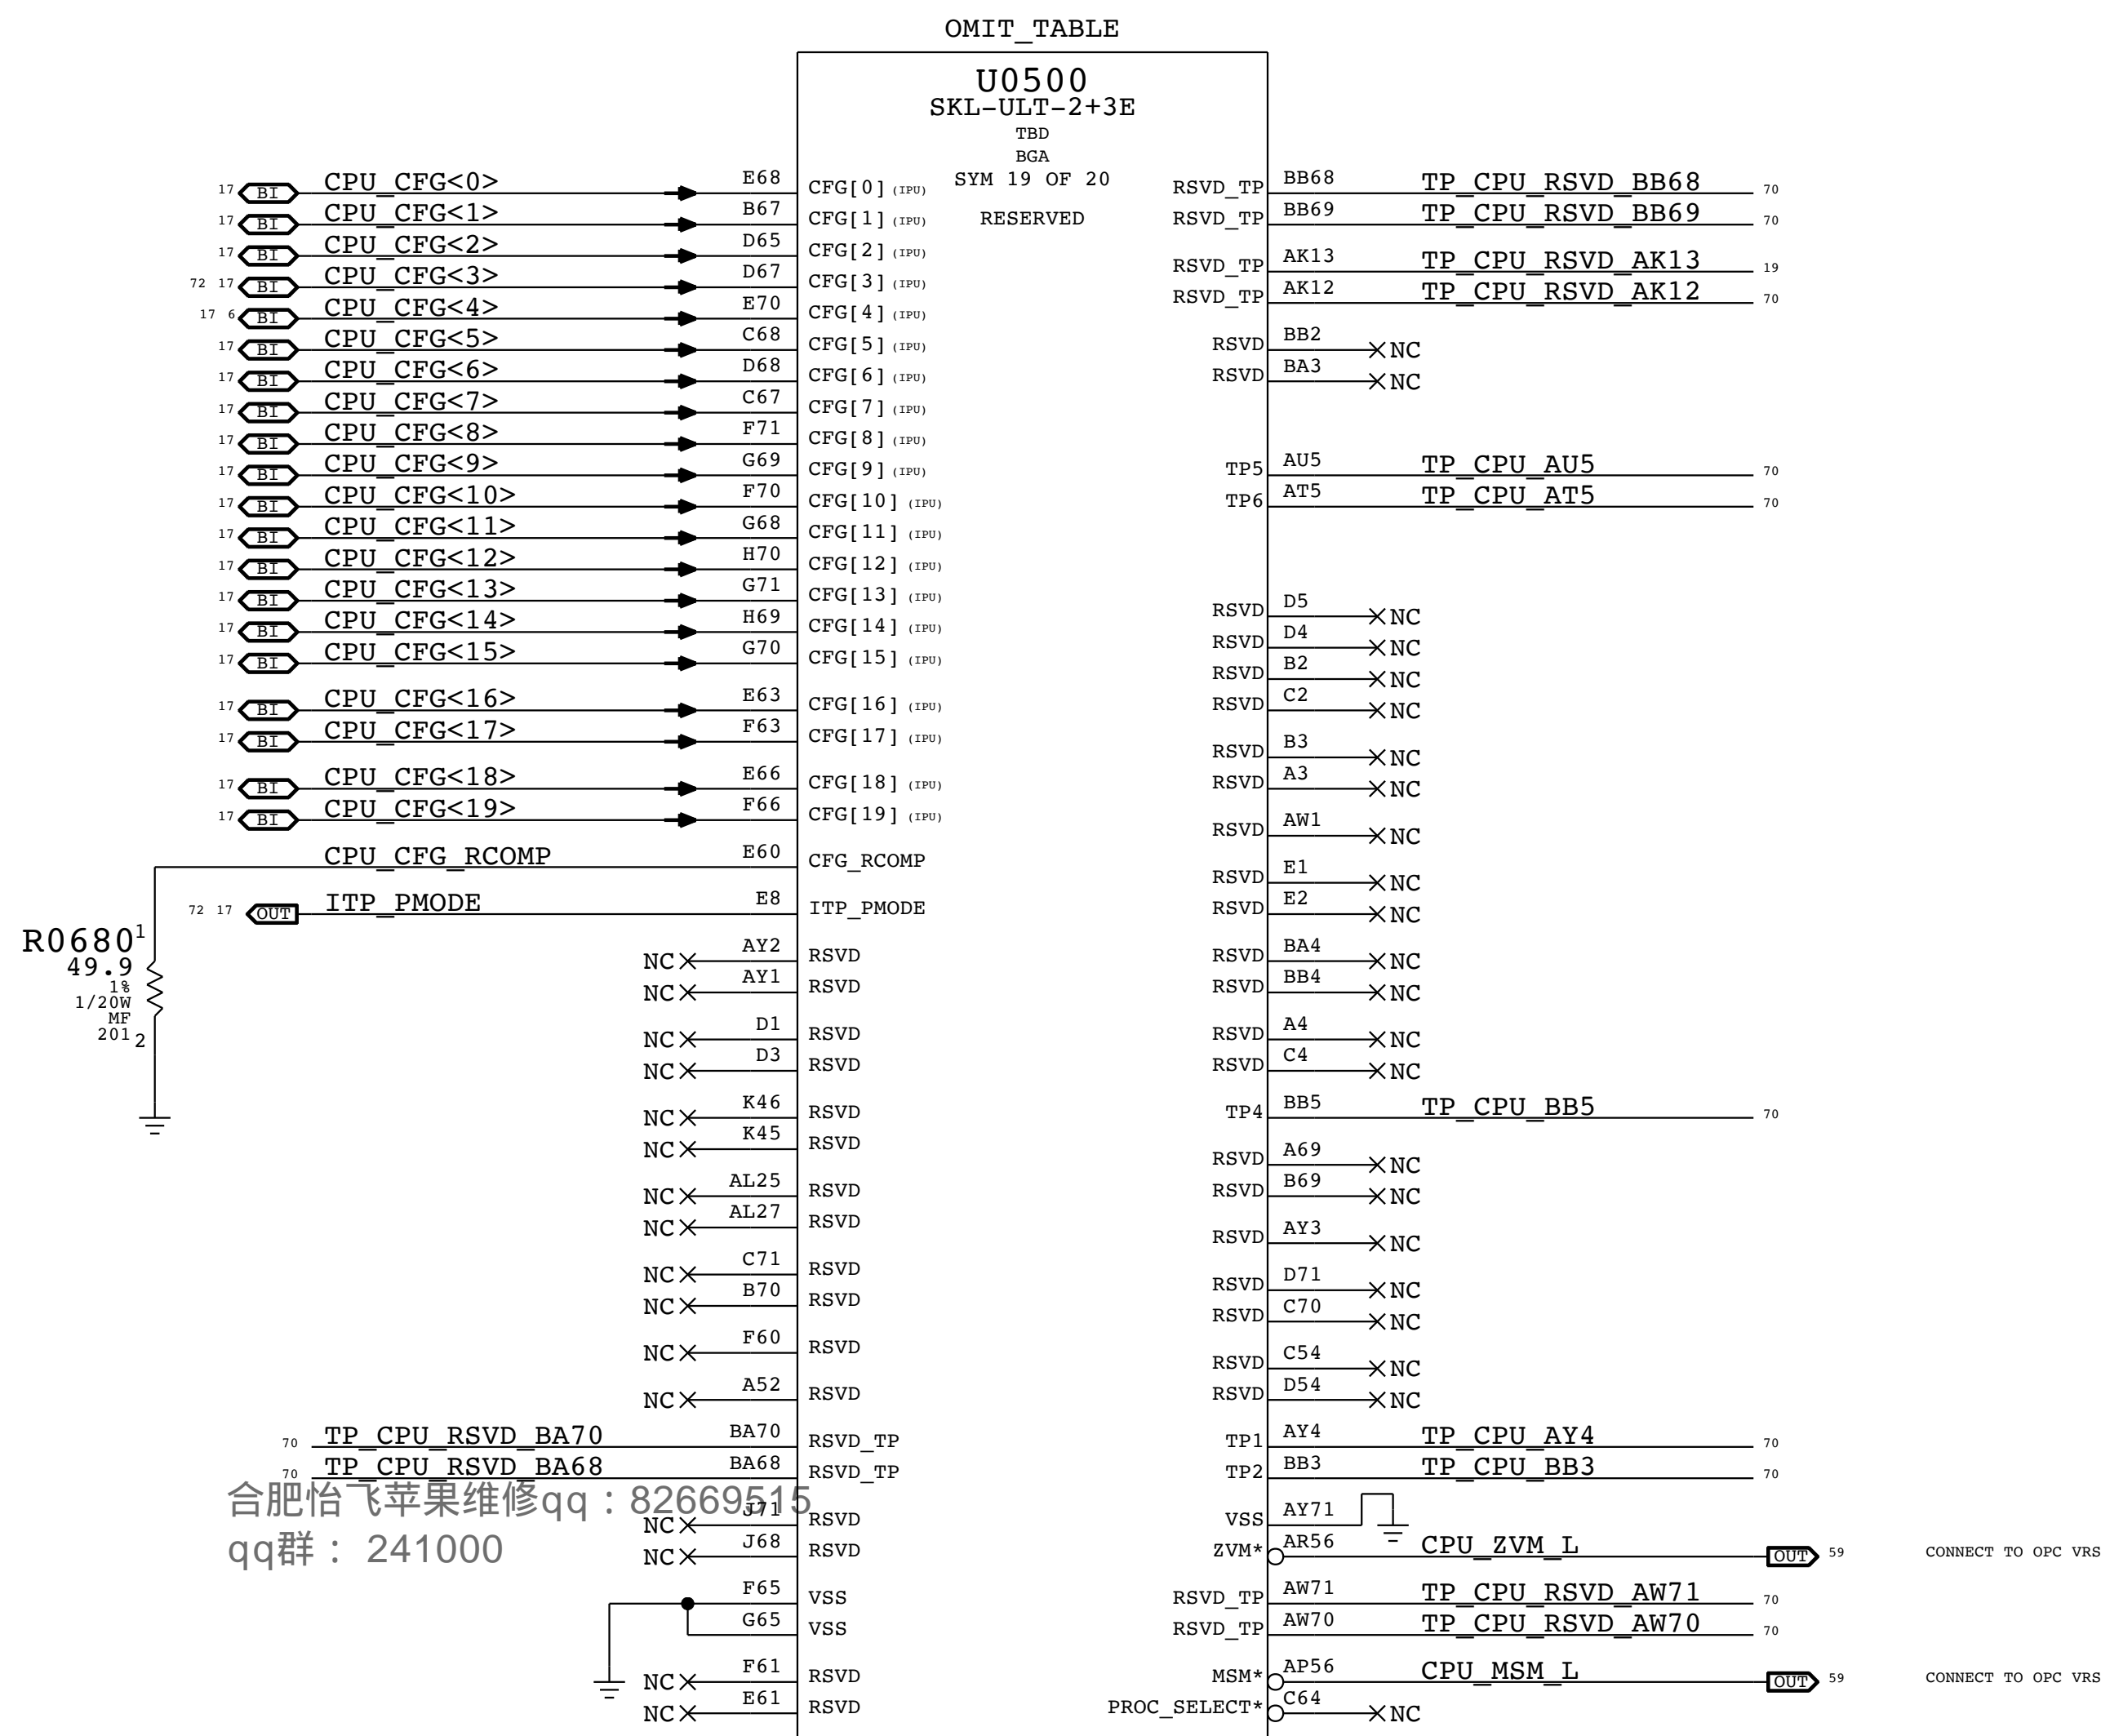 OMIT_TABLE
U0500
SKL-ULT-2+3E
TBD
BGA
SYM 19 OF 20
RESERVED
17 BI CPU_CFG<0> E68 CFG[0] (IPU) RSVD_TP BB68 TP_CPU_RSVD_BB68 70
17 BI CPU_CFG<1> B67 CFG[1] (IPU) RSVD_TP BB69 TP_CPU_RSVD_BB69 70
17 BI CPU_CFG<2> D65 CFG[2] (IPU) RSVD_TP AK13 TP_CPU_RSVD_AK13 19
72 17 BI CPU_CFG<3> D67 CFG[3] (IPU) RSVD_TP AK12 TP_CPU_RSVD_AK12 70
17 6 BI CPU_CFG<4> E70 CFG[4] (IPU)
17 BI CPU_CFG<5> C68 CFG[5] (IPU) RSVD BB2 NC
17 BI CPU_CFG<6> D68 CFG[6] (IPU) RSVD BA3 NC
17 BI CPU_CFG<7> C67 CFG[7] (IPU)
17 BI CPU_CFG<8> F71 CFG[8] (IPU)
17 BI CPU_CFG<9> G69 CFG[9] (IPU) TP5 AU5 TP_CPU_AU5 70
17 BI CPU_CFG<10> F70 CFG[10] (IPU) TP6 AT5 TP_CPU_AT5 70
17 BI CPU_CFG<11> G68 CFG[11] (IPU)
17 BI CPU_CFG<12> H70 CFG[12] (IPU)
17 BI CPU_CFG<13> G71 CFG[13] (IPU) RSVD D5 NC
17 BI CPU_CFG<14> H69 CFG[14] (IPU) RSVD D4 NC
17 BI CPU_CFG<15> G70 CFG[15] (IPU) RSVD B2 NC
17 BI CPU_CFG<16> E63 CFG[16] (IPU) RSVD C2 NC
17 BI CPU_CFG<17> F63 CFG[17] (IPU) RSVD B3 NC
17 BI CPU_CFG<18> E66 CFG[18] (IPU) RSVD A3 NC
17 BI CPU_CFG<19> F66 CFG[19] (IPU) RSVD AW1 NC
CPU_CFG_RCOMP E60 CFG_RCOMP RSVD E1 NC
72 17 OUT ITP_PMODE E8 ITP_PMODE RSVD E2 NC
R0680 1
49.9
1%
1/20W
MF
201 2
NC AY2 RSVD RSVD BA4 NC
NC AY1 RSVD RSVD BB4 NC
NC D1 RSVD RSVD A4 NC
NC D3 RSVD RSVD C4 NC
NC K46 RSVD TP4 BB5 TP_CPU_BB5 70
NC K45 RSVD RSVD A69 NC
NC AL25 RSVD RSVD B69 NC
NC AL27 RSVD RSVD AY3 NC
NC C71 RSVD RSVD D71 NC
NC B70 RSVD RSVD C70 NC
NC F60 RSVD RSVD C54 NC
NC A52 RSVD RSVD D54 NC
70 TP_CPU_RSVD_BA70 BA70 RSVD_TP TP1 AY4 TP_CPU_AY4 70
70 TP_CPU_RSVD_BA68 BA68 RSVD_TP TP2 BB3 TP_CPU_BB3 70
合肥怡飞苹果维修qq：82669515
NC J71 RSVD VSS AY71
qq群： 241000
NC J68 RSVD ZVM* AR56 CPU_ZVM_L OUT 59 CONNECT TO OPC VRS
F65 VSS RSVD_TP AW71 TP_CPU_RSVD_AW71 70
G65 VSS RSVD_TP AW70 TP_CPU_RSVD_AW70 70
NC F61 RSVD MSM* AP56 CPU_MSM_L OUT 59 CONNECT TO OPC VRS
NC E61 RSVD PROC_SELECT* C64 NC